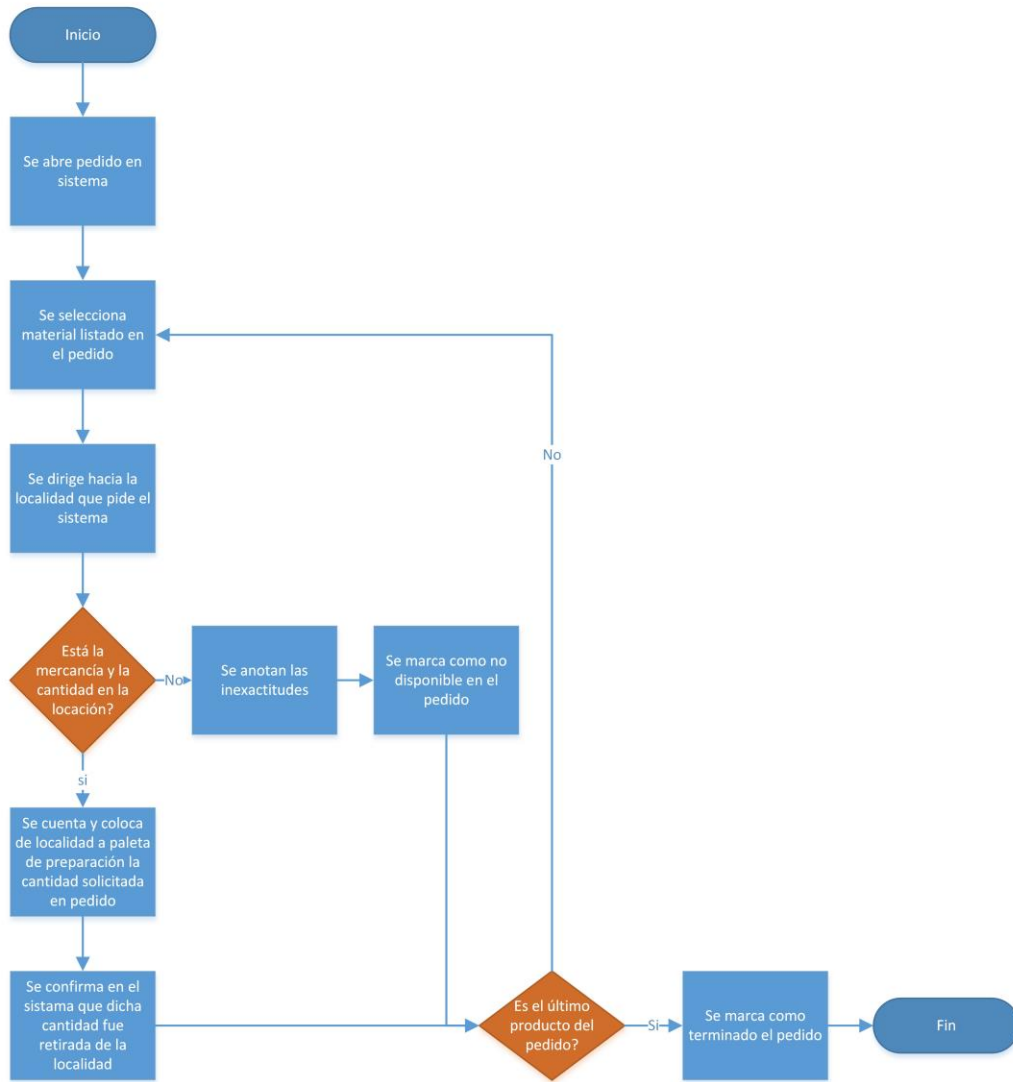 Inicio
Se abre pedido en
sistema
Se selecciona
material listado en
el pedido
Se dirige hacia la
localidad que pide el
sistema
No
Está la
mercancía y la
cantidad en la
locación?
No
Se anotan las
inexactitudes
Se marca como no
disponible en el
pedido
si
Se cuenta y coloca
de localidad a paleta
de preparación la
cantidad solicitada
en pedido
Se confirma en el
sistama que dicha
cantidad fue
retirada de la
localidad
Es el último
producto del
pedido?
Si
Se marca como
terminado el pedido
Fin